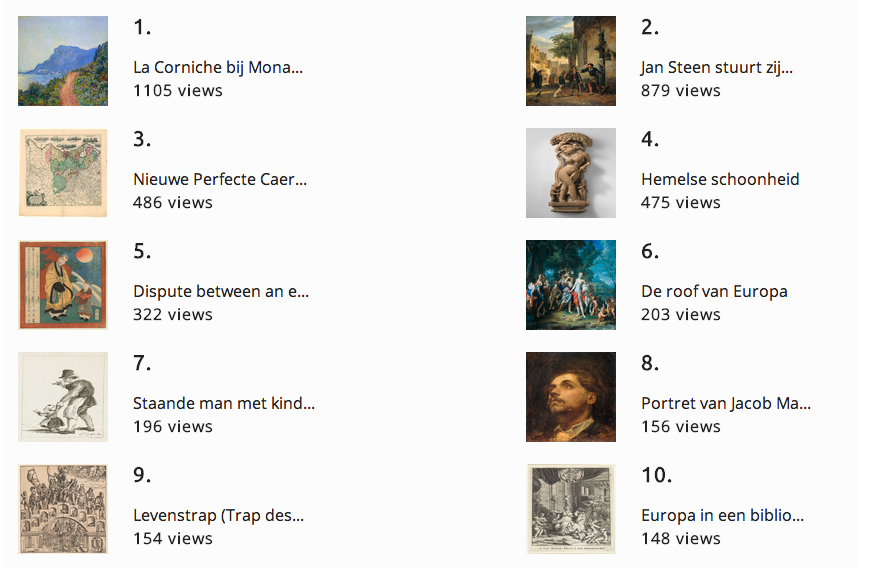 1.
La Corniche bij Mona...
1105 views
2.
Jan Steen stuurt zij...
879 views
3.
Nieuwe Perfecte Caer...
486 views
4.
Hemelse schoonheid
475 views
5.
Dispute between an e...
322 views
6.
De roof van Europa
203 views
7.
Staande man met kind...
196 views
8.
Portret van Jacob Ma...
156 views
9.
Levenstrap (Trap des...
154 views
10.
Europa in een biblio...
148 views